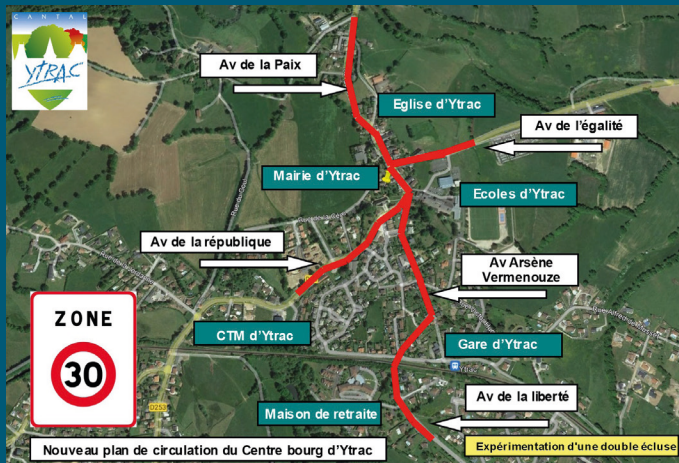 CANTAL
YTRAC
Av de la Paix
Eglise d'Ytrac
Av de l'égalité
Mairie d'Ytrac
Ecoles d'Ytrac
Av de la république
Av Arsène
Vermenouze
ZONE
30
CTM d'Ytrac
Gare d'Ytrac
Ytrac
D253
Maison de retraite
Av de la liberté
Nouveau plan de circulation du Centre bourg d'Ytrac
Expérimentation d'une double écluse